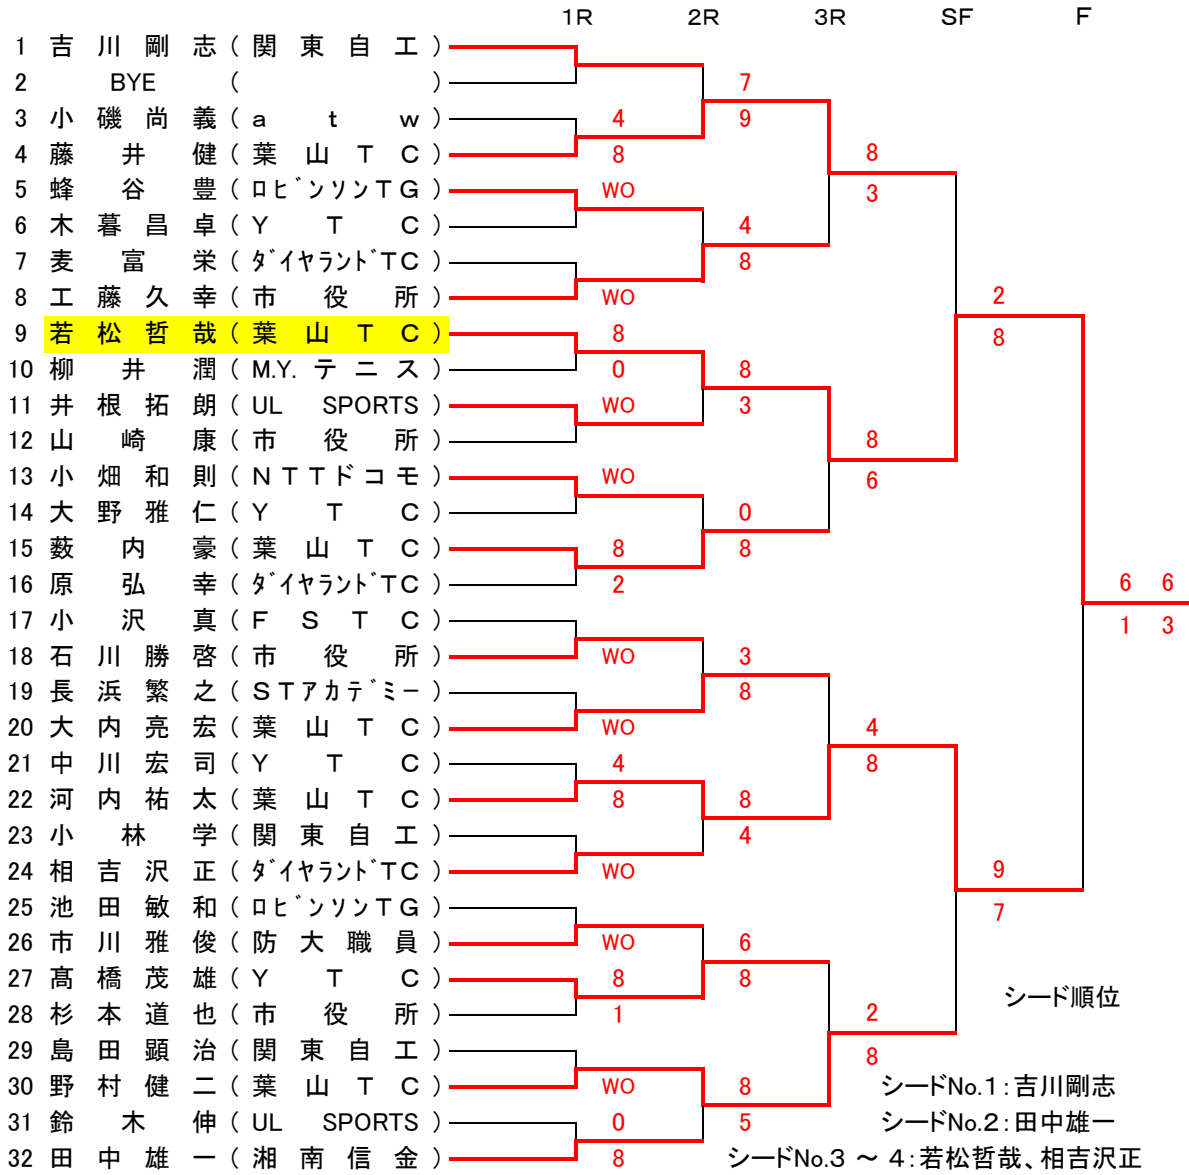 1R 2R 3R SF F
1 吉川剛志(関東自工)
2 BYE ( )
7
3 小磯尚義(ａｔｗ) 4 9
4 藤井健(葉山ＴＣ) 8 8
5 蜂谷豊(ﾛﾋﾞﾝｿﾝＴＧ) WO 3
6 木暮昌卓(ＹＴＣ) 4
7 麦富栄(ﾀﾞｲﾔﾗﾝﾄﾞTC) 8
8 工藤久幸(市役所) WO 2
9 若松哲哉(葉山ＴＣ) 8 8
10 柳井潤(M.Y.テニス) 0 8
11 井根拓朗(UL SPORTS) WO 3
12 山崎康(市役所) 8
13 小畑和則(ＮＴＴドコモ) WO 6
14 大野雅仁(ＹＴＣ) 0
15 薮内豪(葉山ＴＣ) 8 8
16 原弘幸(ﾀﾞｲﾔﾗﾝﾄﾞTC) 2 6 6
17 小沢真(ＦＳＴＣ) 1 3
18 石川勝啓(市役所) WO 3
19 長浜繁之(ＳＴｱｶﾃﾞﾐｰ) 8
20 大内亮宏(葉山ＴＣ) WO 4
21 中川宏司(ＹＴＣ) 4 8
22 河内祐太(葉山ＴＣ) 8 8
23 小林学(関東自工) 4
24 相吉沢正(ﾀﾞｲﾔﾗﾝﾄﾞTC) WO 9
25 池田敏和(ﾛﾋﾞﾝｿﾝＴＧ) 7
26 市川雅俊(防大職員) WO 6
27 髙橋茂雄(ＹＴＣ) 8 8
28 杉本道也(市役所) 1 2 シード順位
29 島田顕治(関東自工) 8
30 野村健二(葉山ＴＣ) WO 8 シードNo.1:吉川剛志
31 鈴木伸(UL SPORTS) 0 5 シードNo.2:田中雄一
32 田中雄一(湘南信金) 8 シードNo.3 ～ 4:若松哲哉、相吉沢正